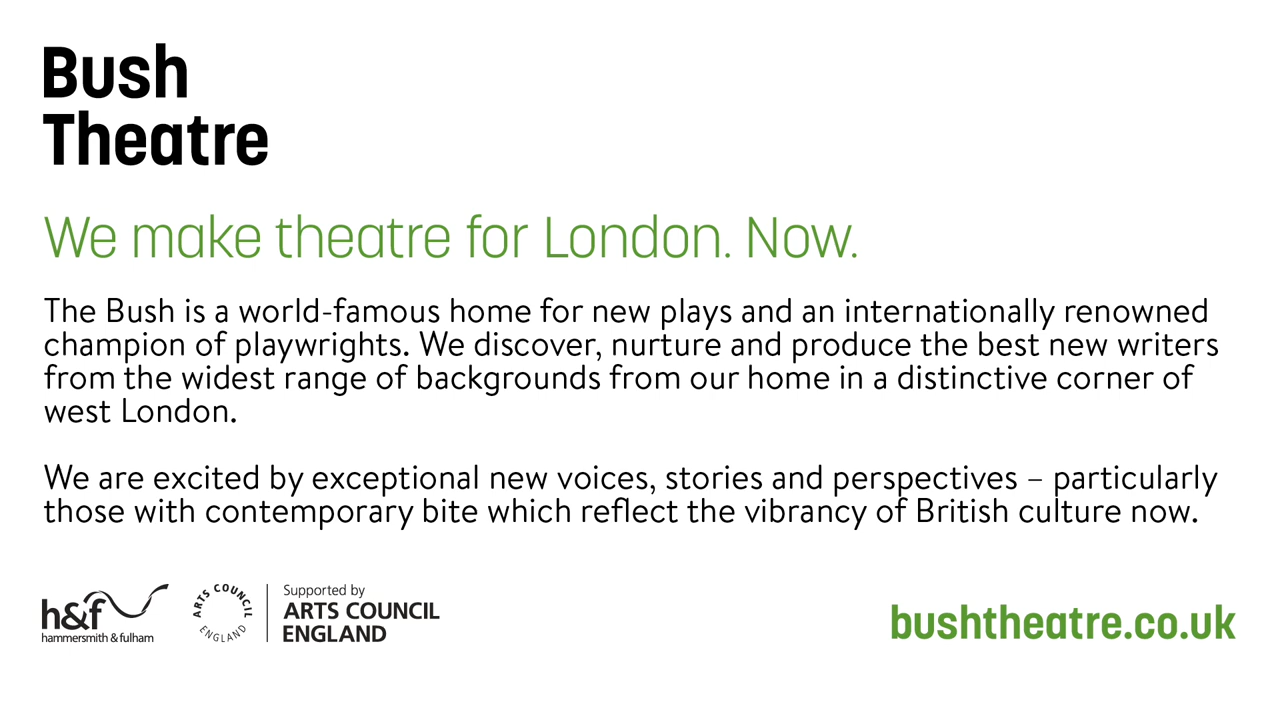 Bush
Theatre
We make theatre for London. Now.
The Bush is a world-famous home for new plays and an internationally renowned
champion of playwrights. We discover, nurture and produce the best new writers
from the widest range of backgrounds from our home in a distinctive corner of
west London.
We are excited by exceptional new voices, stories and perspectives – particularly
those with contemporary bite which reflect the vibrancy of British culture now.
h&f
hammersmith & fulham
ARTS COUNCIL
ENGLAND
Supported by
ARTS COUNCIL
ENGLAND
bushtheatre.co.uk